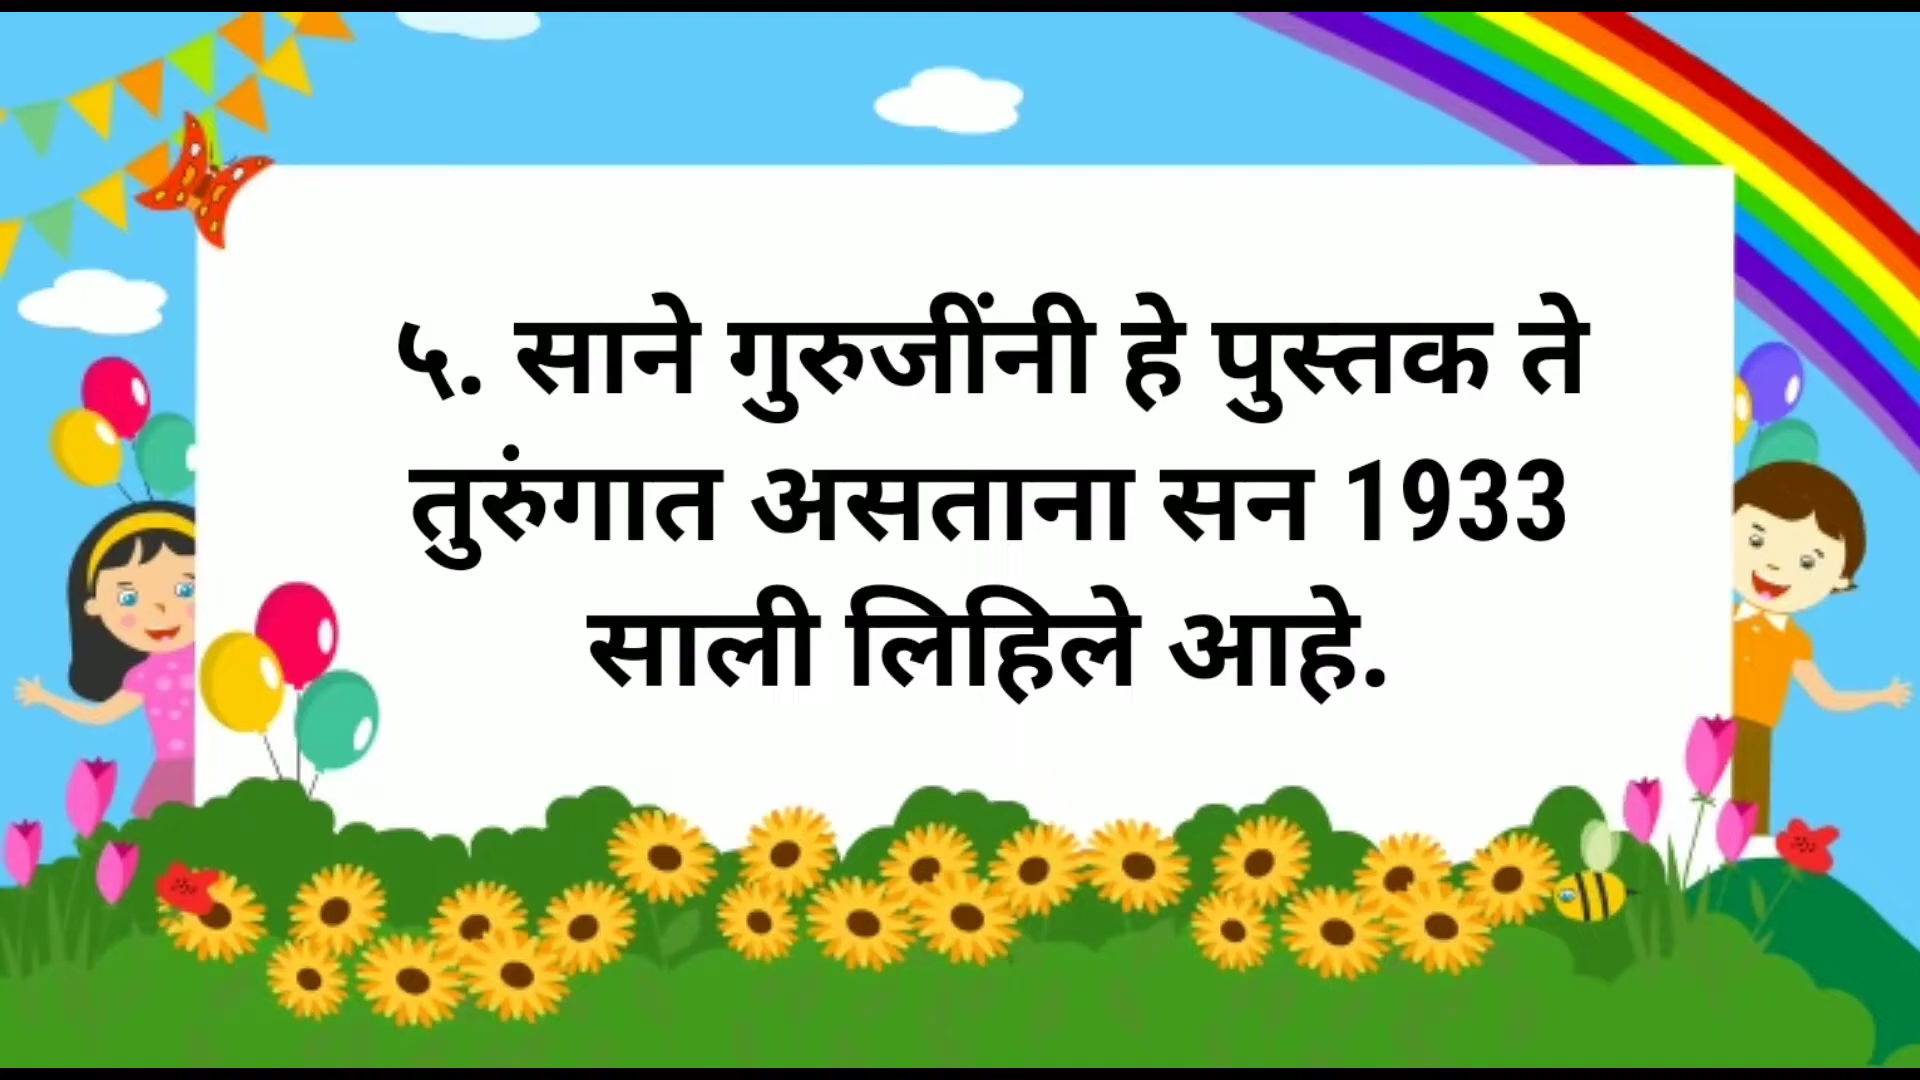 ५. साने गुरुजींनी हे पुस्तक ते
तुरुंगात असताना सन 1933
साली लिहिले आहे.